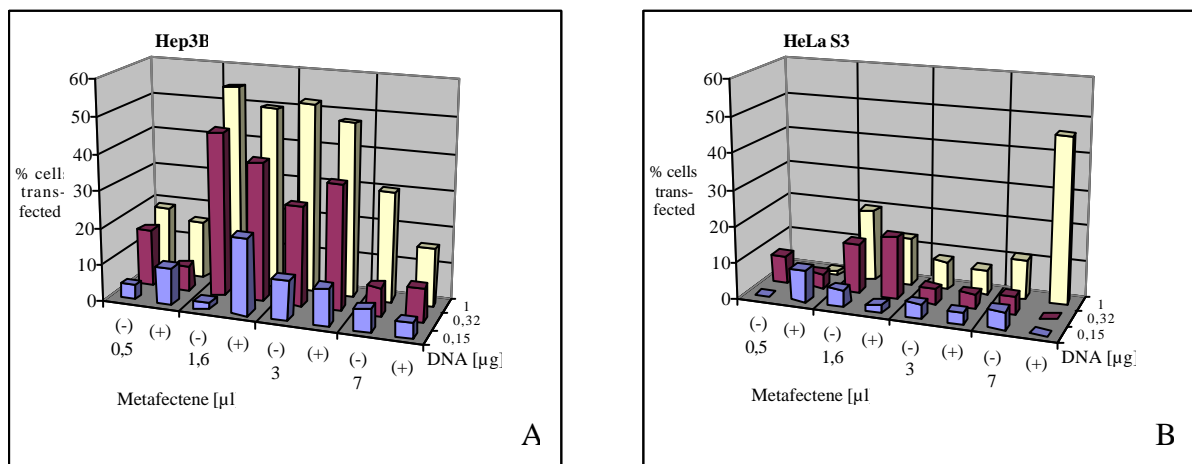 Hep3B
60
50
40
30
20
10
0
% cells
trans-
fected
(-) (+) (-) (+) (-) (+) (-) (+)
0,5 1,6 3 7
1
0,32
0,15
DNA [µg]
Metafectene [µl
A
HeLa S3
60
50
40
30
20
10
0
% cells
trans-
fected
(-) (+) (-) (+) (-) (+) (-) (+)
0,5 1,6 3 7
1
0,32
0,15
DNA [µg]
Metafectene [µl
B